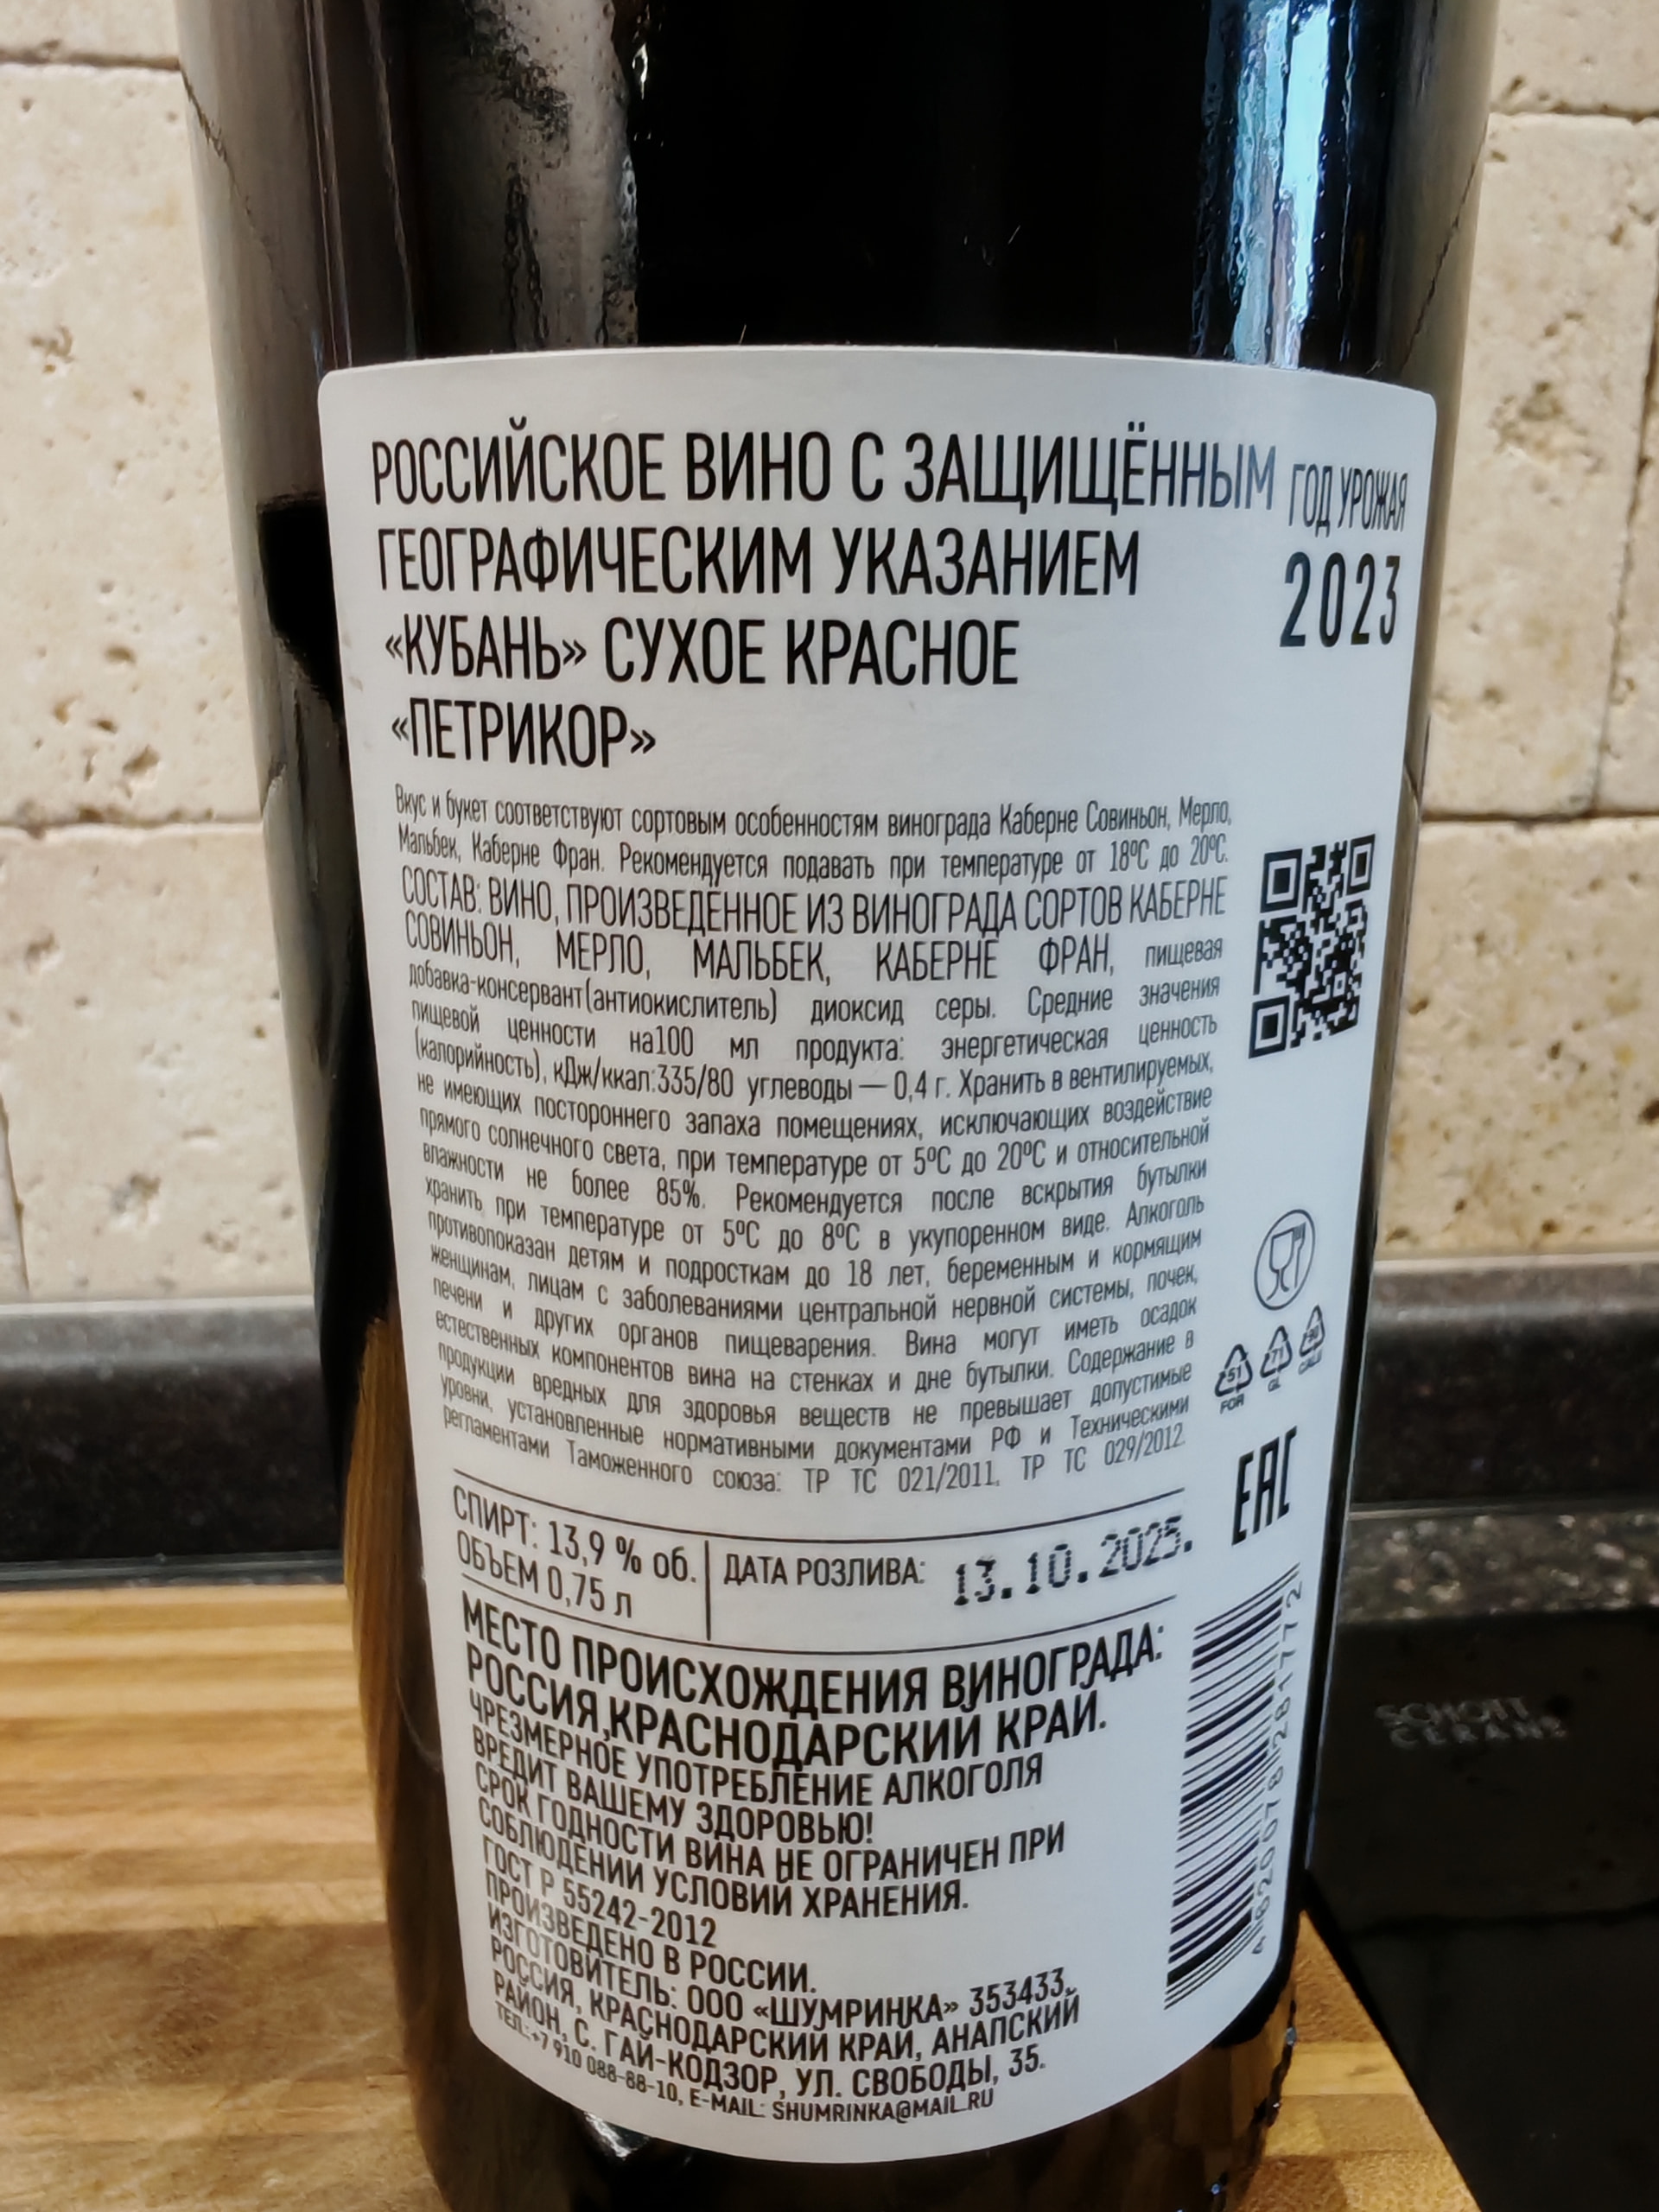 РОССИЙСКОЕ ВИНО С ЗАЩИЩЁННЫМ
ГЕОГРАФИЧЕСКИМ УКАЗАНИЕМ
«КУБАНЬ» СУХОЕ КРАСНОЕ
«ПЕТРИКОР»
ГОД УРОЖАЯ
2023
Вкус и букет соответствуют сортовым особенностям винограда Каберне Совиньон, Мерло,
Мальбек, Каберне Фран. Рекомендуется подавать при температуре от 18°C до 20°C.
СОСТАВ: ВИНО, ПРОИЗВЕДЕННОЕ ИЗ ВИНОГРАДА СОРТОВ КАБЕРНЕ
СОВИНЬОН, МЕРЛО, МАЛЬБЕК, КАБЕРНЕ ФРАН, пищевая
добавка-консервант(антиокислитель) диоксид серы. Средние значения
пищевой ценности на100 мл продукта: энергетическая ценность
(калорийность), кДж/ккал:335/80 углеводы — 0,4 г. Хранить в вентилируемых,
не имеющих постороннего запаха помещениях, исключающих воздействие
прямого солнечного света, при температуре от 5°C до 20°C и относительной
влажности не более 85%. Рекомендуется после вскрытия бутылки
хранить при температуре от 5°C до 8°C в укупоренном виде. Алкоголь
противопоказан детям и подросткам до 18 лет, беременным и кормящим
женщинам, лицам с заболеваниями центральной нервной системы, почек,
печени и других органов пищеварения. Вина могут иметь осадок
естественных компонентов вина на стенках и дне бутылки. Содержание в
продукции вредных для здоровья веществ не превышает допустимые
уровни, установленные нормативными документами РФ и Техническими
регламентами Таможенного союза: ТР ТС 021/2011, ТР ТС 029/2012
51 FOR
71 GL
90 C/ALU
EAC
СПИРТ: 13,9 % об.
ОБЪЕМ 0,75 л
ДАТА РОЗЛИВА: 13.10.2025.
МЕСТО ПРОИСХОЖДЕНИЯ ВИНОГРАДА:
РОССИЯ,КРАСНОДАРСКИЙ КРАЙ.
ЧРЕЗМЕРНОЕ УПОТРЕБЛЕНИЕ АЛКОГОЛЯ
ВРЕДИТ ВАШЕМУ ЗДОРОВЬЮ!
СРОК ГОДНОСТИ ВИНА НЕ ОГРАНИЧЕН ПРИ
СОБЛЮДЕНИИ УСЛОВИЙ ХРАНЕНИЯ.
ГОСТ Р 55242-2012
ПРОИЗВЕДЕНО В РОССИИ.
ИЗГОТОВИТЕЛЬ: ООО «ШУМРИНКА» 353433,
РОССИЯ, КРАСНОДАРСКИЙ КРАЙ, АНАПСКИЙ
РАЙОН, С. ГАЙ-КОДЗОР, УЛ. СВОБОДЫ, 35.
ТЕЛ.:+7 910 088-88-10, E-MAIL: SHUMRINKA@MAIL.RU
4620078281772
SCHOTT
CERAN®